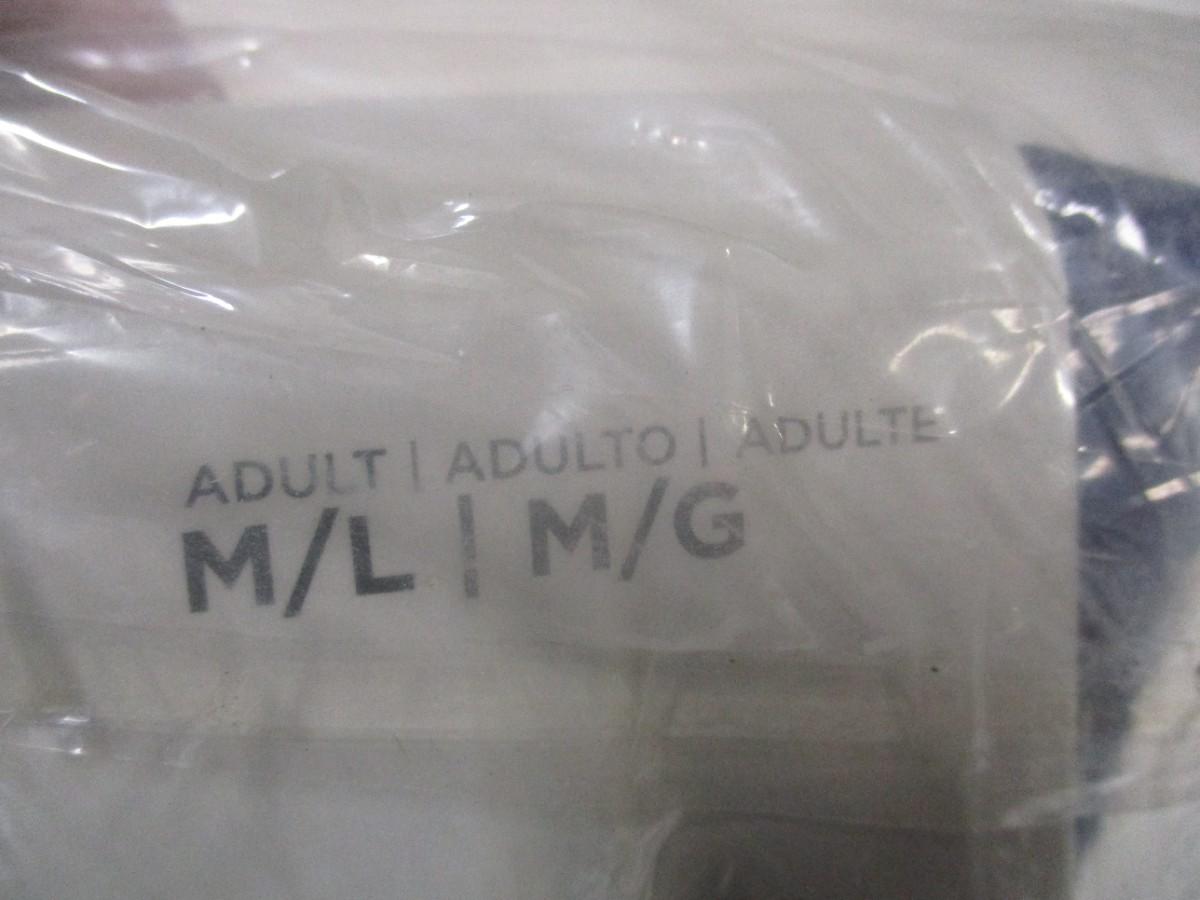 ADULT | ADULTO | ADULTE
M/L | M/G